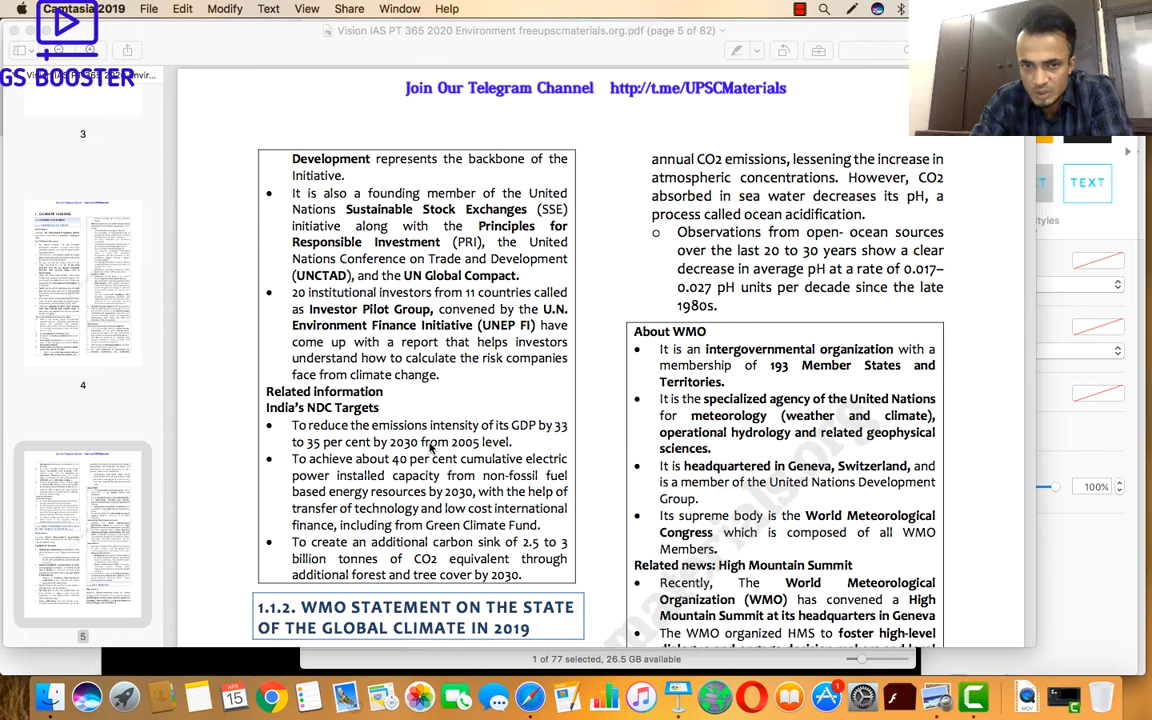 Camtasia 2019 File Edit Modify Text View Share Window Help
Vision IAS PT 365 2020 Environment freeupscmaterials.org.pdf (page 5 of 82)
GS BOOSTER
Join Our Telegram Channel http://t.me/UPSCMaterials
3
4
5
Development represents the backbone of the
Initiative.
• It is also a founding member of the United
Nations Sustainable Stock Exchanges (SSE)
initiative along with the Principles for
Responsible Investment (PRI), the United
Nations Conference on Trade and Development
(UNCTAD), and the UN Global Compact.
• 20 institutional investors from 11 countries called
as Investor Pilot Group, convened by the U.N.
Environment Finance Initiative (UNEP FI) have
come up with a report that helps investors
understand how to calculate the risk companies
face from climate change.
Related information
India's NDC Targets
• To reduce the emissions intensity of its GDP by 33
to 35 per cent by 2030 from 2005 level.
• To achieve about 40 per cent cumulative electric
power installed capacity from non-fossil fuel
based energy resources by 2030, with the help of
transfer of technology and low cost international
finance, including from Green Climate Fund.
• To create an additional carbon sink of 2.5 to 3
billion tonnes of CO2 equivalent through
additional forest and tree cover by 2030.
1.1.2. WMO STATEMENT ON THE STATE
OF THE GLOBAL CLIMATE IN 2019
annual CO2 emissions, lessening the increase in
atmospheric concentrations. However, CO2
absorbed in sea water decreases its pH, a
process called ocean acidification.
o Observations from open- ocean sources
over the last 20 to 30 years show a clear
decrease in average pH at a rate of 0.017–
0.027 pH units per decade since the late
1980s.
About WMO
• It is an intergovernmental organization with a
membership of 193 Member States and
Territories.
• It is the specialized agency of the United Nations
for meteorology (weather and climate),
operational hydrology and related geophysical
sciences.
• It is headquartered in Geneva, Switzerland, and
is a member of the United Nations Development
Group.
• Its supreme body is the World Meteorological
Congress which is composed of all WMO
Members.
Related news: High Mountain Summit
• Recently, The World Meteorological
Organization (WMO) has convened a High
Mountain Summit at its headquarters in Geneva
• The WMO organized HMS to foster high-level
TEXT
100%
1 of 77 selected, 26.5 GB available
APR
15